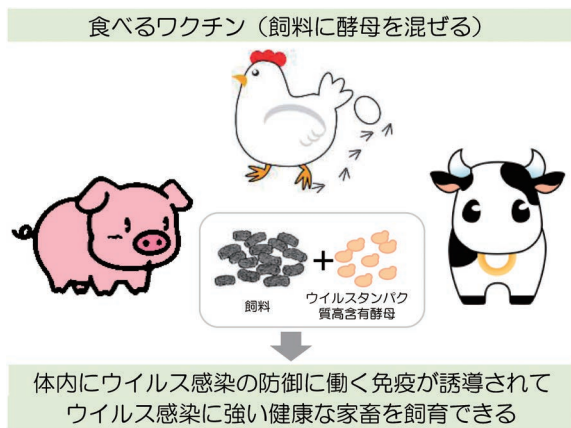 食べるワクチン（飼料に酵母を混ぜる）
飼料
+
ウイルスタンパク
質高含有酵母
体内にウイルス感染の防御に働く免疫が誘導されて
ウイルス感染に強い健康な家畜を飼育できる